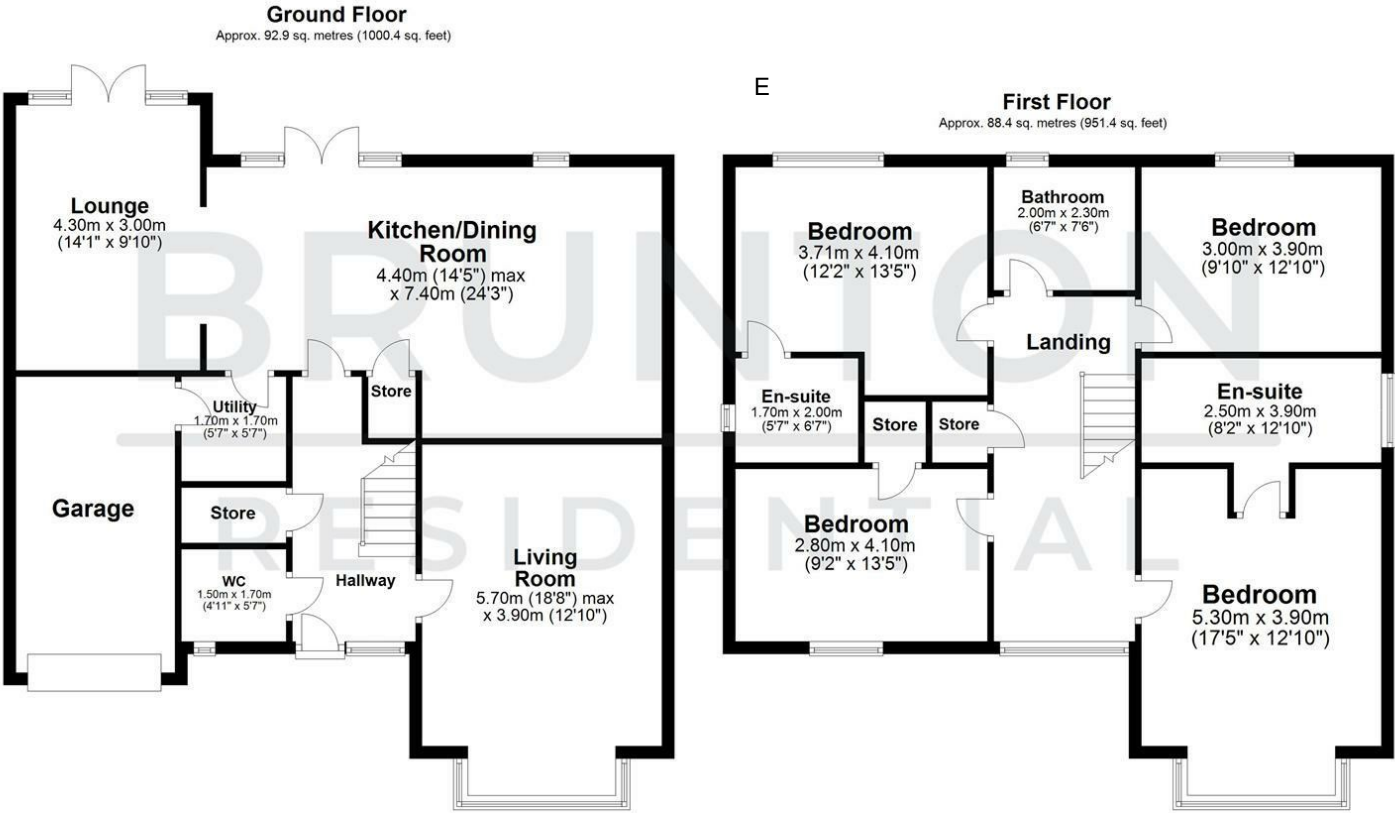 Ground Floor
Approx. 92.9 sq. metres (1000.4 sq. feet)
Lounge
4.30m x 3.00m
(14'1" x 9'10")
Kitchen/Dining
Room
4.40m (14'5") max
x 7.40m (24'3")
Store
Utility
1.70m x 1.70m
(5'7" x 5'7")
Garage
Store
WC
1.50m x 1.70m
(4'11" x 5'7")
Hallway
Living
Room
5.70m (18'8") max
x 3.90m (12'10")
E
First Floor
Approx. 88.4 sq. metres (951.4 sq. feet)
Bedroom
3.71m x 4.10m
(12'2" x 13'5")
Bathroom
2.00m x 2.30m
(6'7" x 7'6")
Bedroom
3.00m x 3.90m
(9'10" x 12'10")
Landing
En-suite
1.70m x 2.00m
(5'7" x 6'7")
Store
Store
En-suite
2.50m x 3.90m
(8'2" x 12'10")
Bedroom
2.80m x 4.10m
(9'2" x 13'5")
Bedroom
5.30m x 3.90m
(17'5" x 12'10")
BRUNTON
RESIDENTIAL